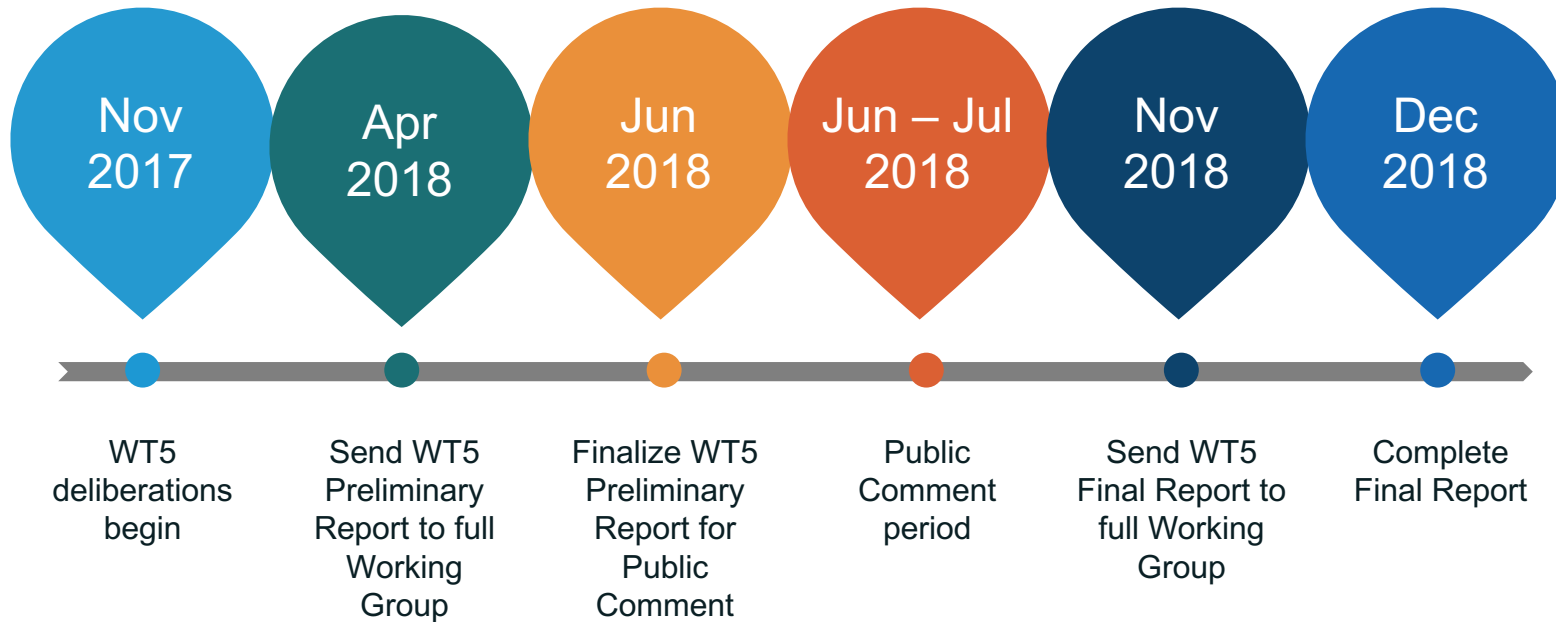 Nov
2017
Apr
2018
Jun
2018
Jun – Jul
2018
Nov
2018
Dec
2018
WT5
deliberations
begin
Send WT5
Preliminary
Report to full
Working
Group
Finalize WT5
Preliminary
Report for
Public
Comment
Public
Comment
period
Send WT5
Final Report to
full Working
Group
Complete
Final Report